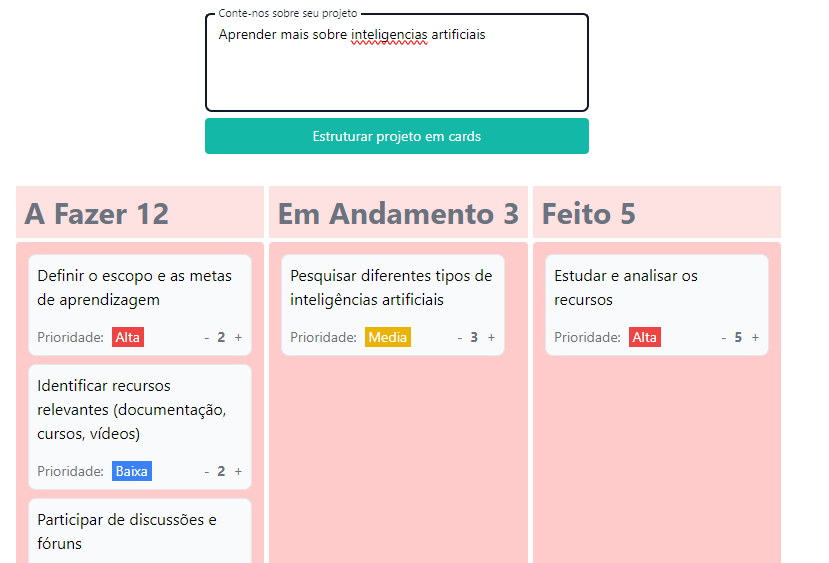 Conte-nos sobre seu projeto
Aprender mais sobre inteligencias artificiais
Estruturar projeto em cards
A Fazer 12
Em Andamento 3
Feito 5
Definir o escopo e as metas
de aprendizagem
Prioridade: Alta - 2 +
Identificar recursos
relevantes (documentação,
cursos, vídeos)
Prioridade: Baixa - 2 +
Participar de discussões e
fóruns
Pesquisar diferentes tipos de
inteligências artificiais
Prioridade: Media - 3 +
Estudar e analisar os
recursos
Prioridade: Alta - 5 +